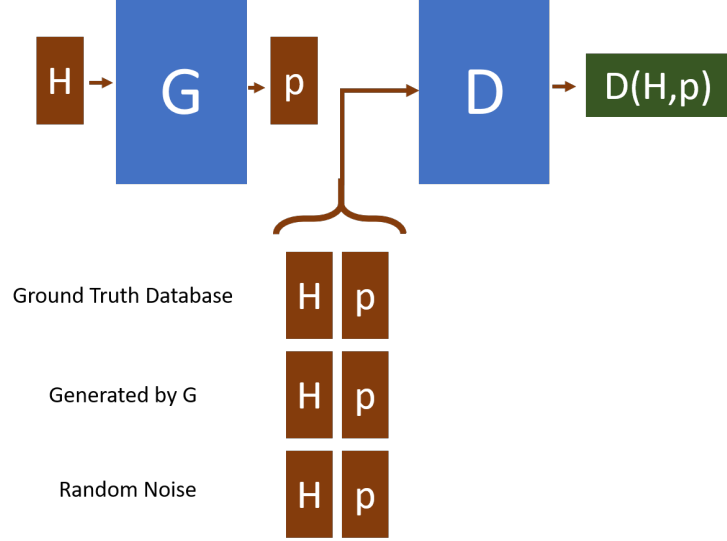 H
G
p
D
D(H,p)
Ground Truth Database
H p
Generated by G
H p
Random Noise
H p